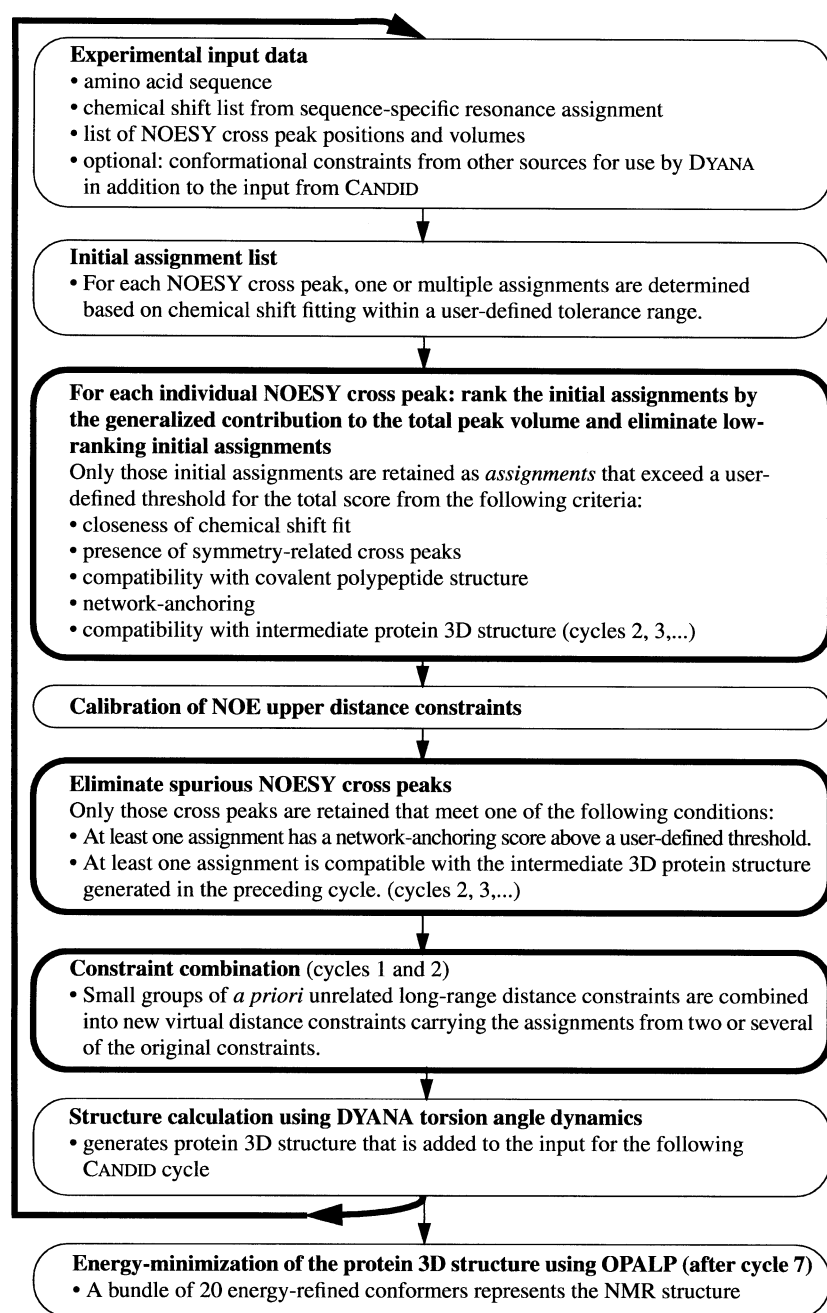 Experimental input data
• amino acid sequence
• chemical shift list from sequence-specific resonance assignment
• list of NOESY cross peak positions and volumes
• optional: conformational constraints from other sources for use by DYANA
in addition to the input from CANDID
Initial assignment list
• For each NOESY cross peak, one or multiple assignments are determined
based on chemical shift fitting within a user-defined tolerance range.
For each individual NOESY cross peak: rank the initial assignments by
the generalized contribution to the total peak volume and eliminate low-
ranking initial assignments
Only those initial assignments are retained as assignments that exceed a user-
defined threshold for the total score from the following criteria:
• closeness of chemical shift fit
• presence of symmetry-related cross peaks
• compatibility with covalent polypeptide structure
• network-anchoring
• compatibility with intermediate protein 3D structure (cycles 2, 3,...)
Calibration of NOE upper distance constraints
Eliminate spurious NOESY cross peaks
Only those cross peaks are retained that meet one of the following conditions:
• At least one assignment has a network-anchoring score above a user-defined threshold.
• At least one assignment is compatible with the intermediate 3D protein structure
generated in the preceding cycle. (cycles 2, 3,...)
Constraint combination (cycles 1 and 2)
• Small groups of a priori unrelated long-range distance constraints are combined
into new virtual distance constraints carrying the assignments from two or several
of the original constraints.
Structure calculation using DYANA torsion angle dynamics
• generates protein 3D structure that is added to the input for the following
CANDID cycle
Energy-minimization of the protein 3D structure using OPALP (after cycle 7)
• A bundle of 20 energy-refined conformers represents the NMR structure